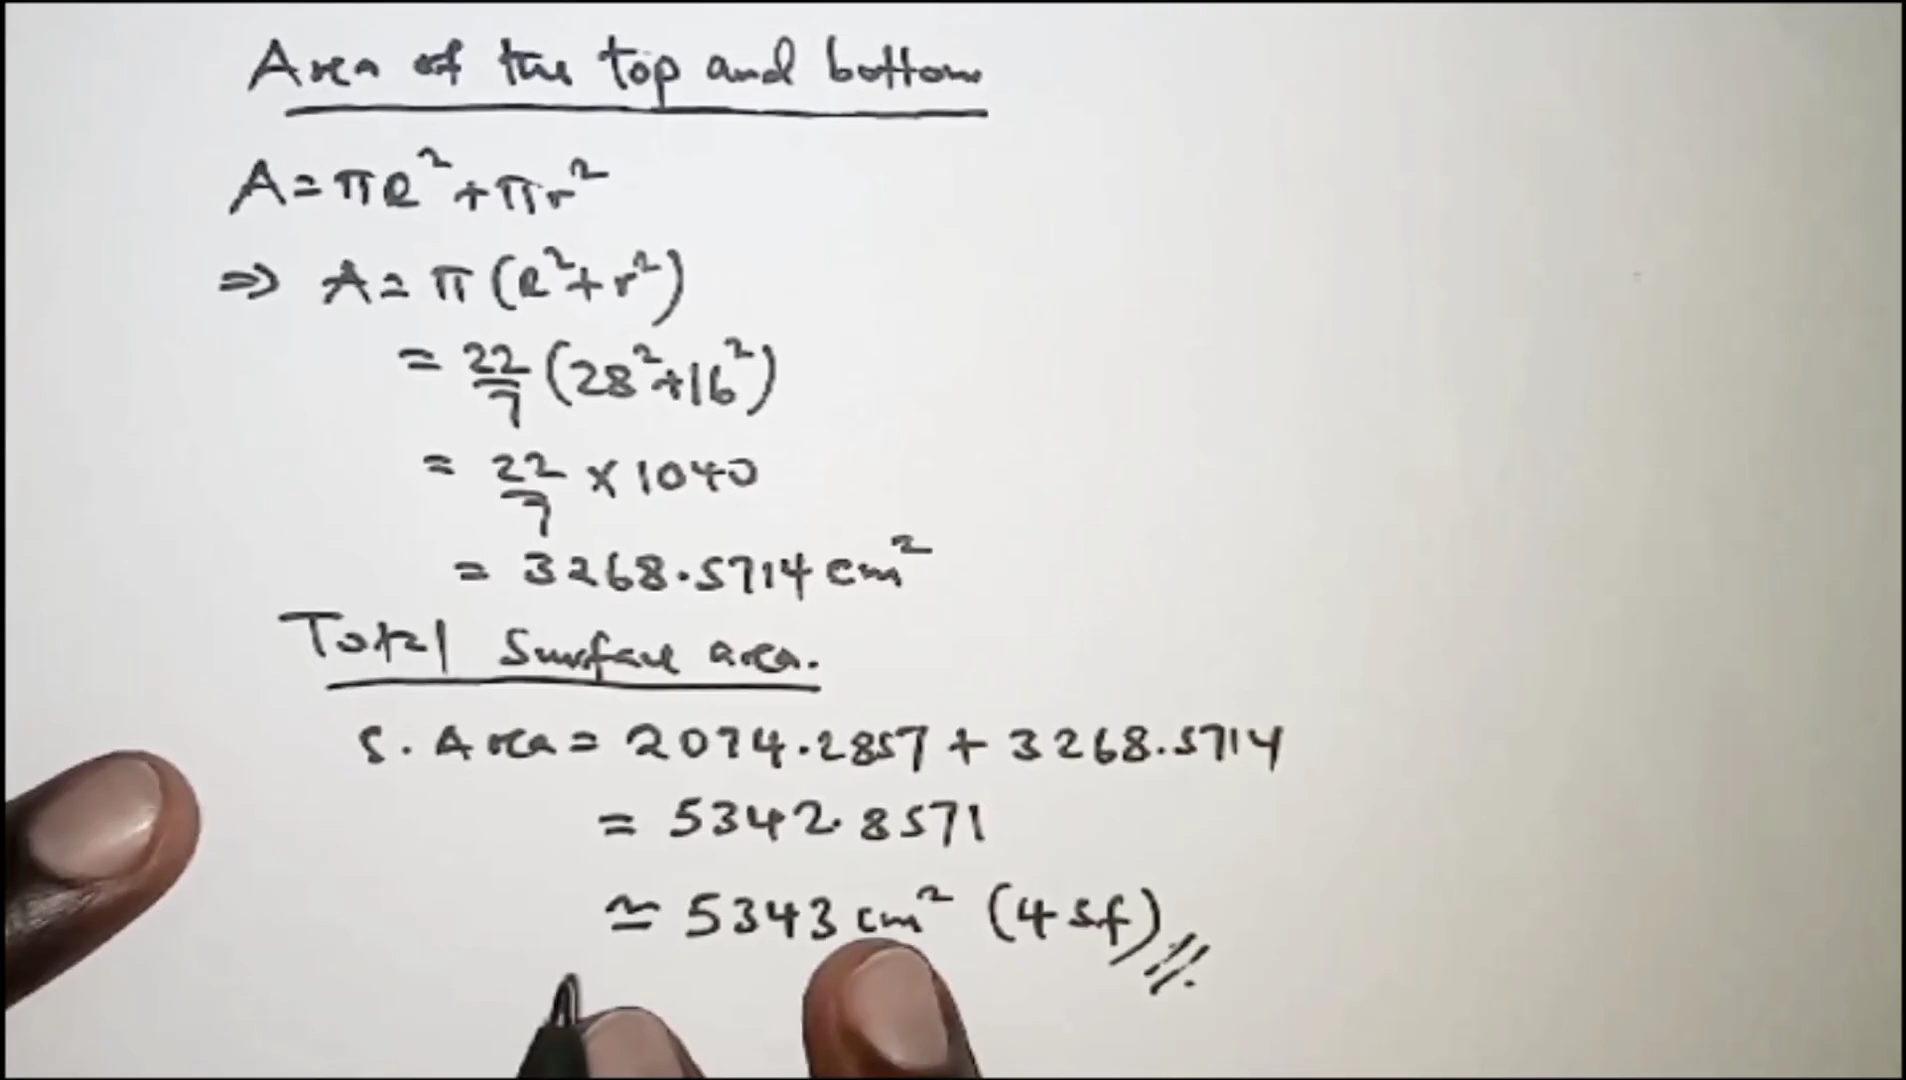 Area of the top and bottom
A = πR² + πr²
⇒ A = π(R² + r²)
= 22/7 (28² + 16²)
= 22/7 × 1040
= 3268.5714 cm²
Total Surface area.
S. Area = 2074.2857 + 3268.5714
= 5342.8571
≃ 5343 cm² (4 sf)//.